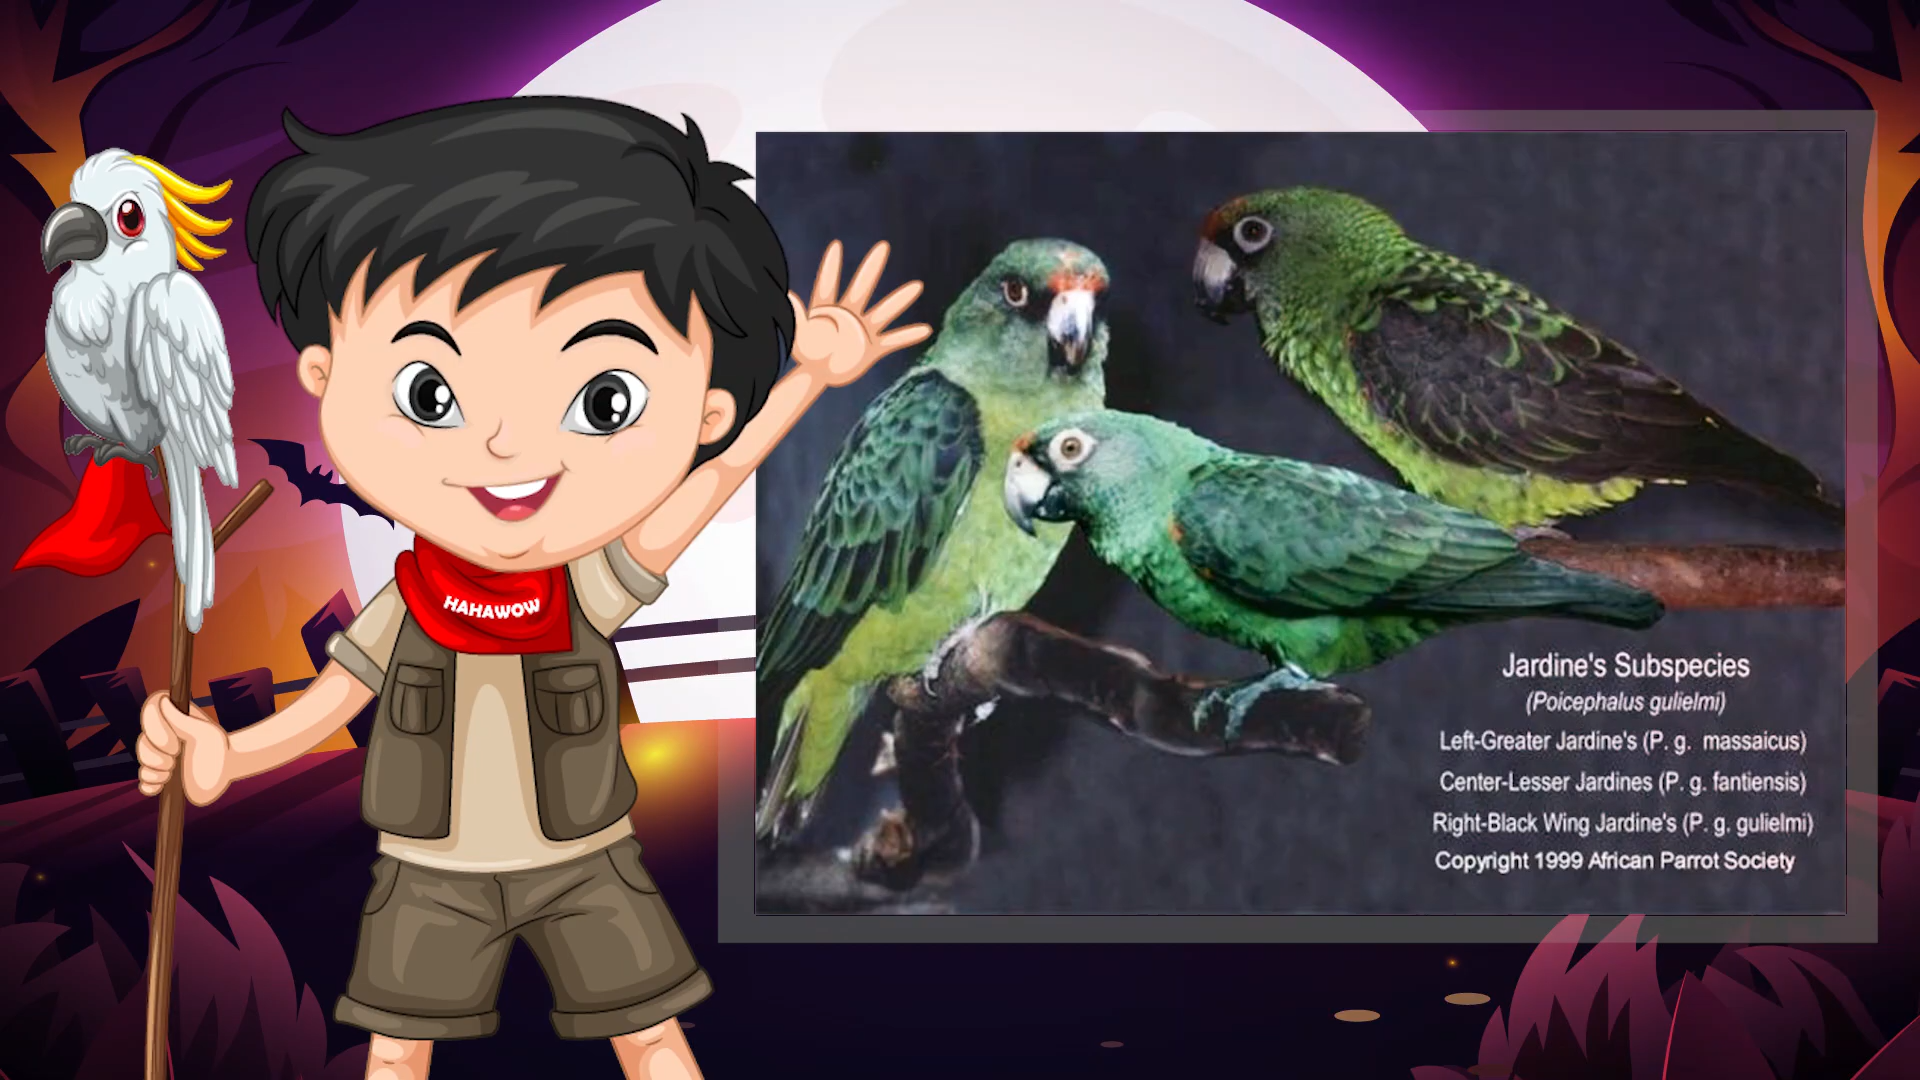 HAHAWOW
Jardine's Subspecies
(Poicephalus gulielmi)
Left-Greater Jardine's (P. g. massaicus)
Center-Lesser Jardines (P. g. fantiensis)
Right-Black Wing Jardine's (P. g. gulielmi)
Copyright 1999 African Parrot Society